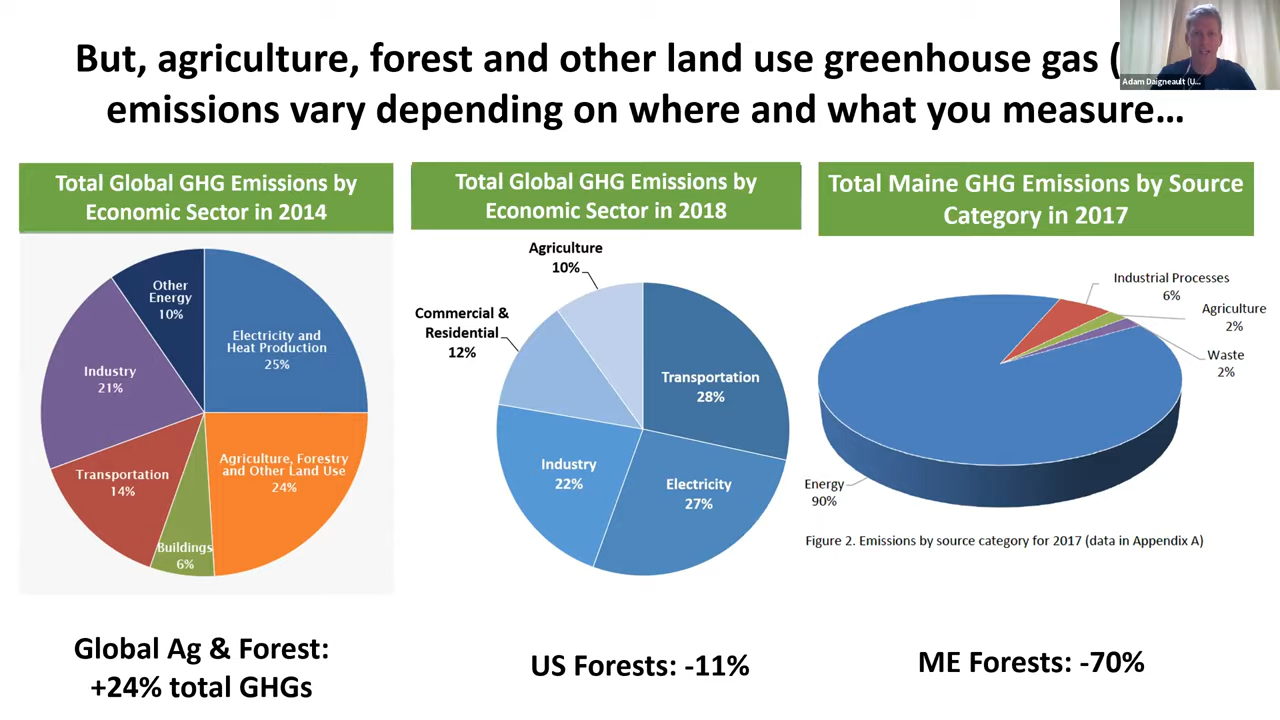 But, agriculture, forest and other land use greenhouse gas (
emissions vary depending on where and what you measure…
Adam Daigneault (U...
Total Global GHG Emissions by
Economic Sector in 2014
Other
Energy
10%
Electricity and
Heat Production
25%
Industry
21%
Agriculture, Forestry
and Other Land Use
24%
Transportation
14%
Buildings
6%
Global Ag & Forest:
+24% total GHGs
Total Global GHG Emissions by
Economic Sector in 2018
Agriculture
10%
Commercial &
Residential
12%
Transportation
28%
Industry
22%
Electricity
27%
US Forests: -11%
Total Maine GHG Emissions by Source
Category in 2017
Industrial Processes
6%
Agriculture
2%
Waste
2%
Energy
90%
Figure 2. Emissions by source category for 2017 (data in Appendix A)
ME Forests: -70%